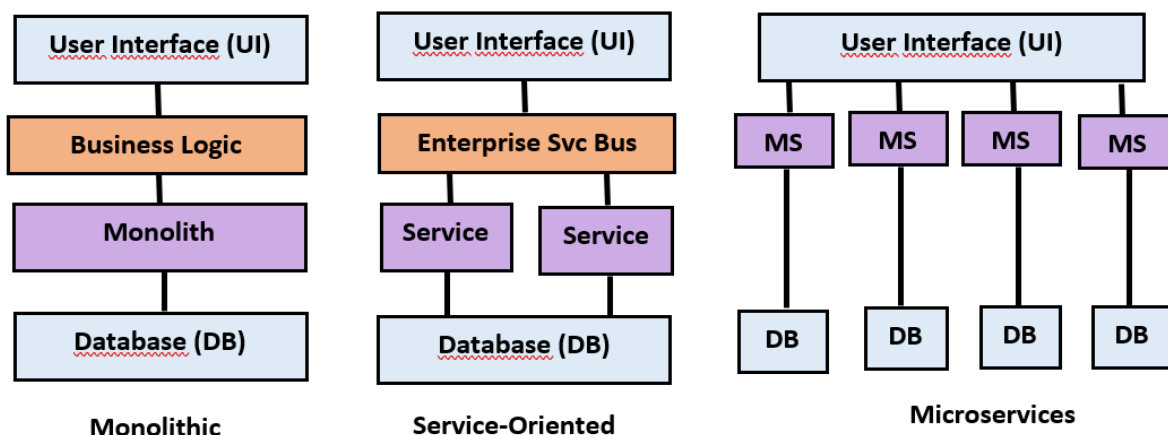 User Interface (UI)
Business Logic
Monolith
Database (DB)
Monolithic
User Interface (UI)
Enterprise Svc Bus
Service
Service
Database (DB)
Service-Oriented
User Interface (UI)
MS
MS
MS
MS
DB
DB
DB
DB
Microservices